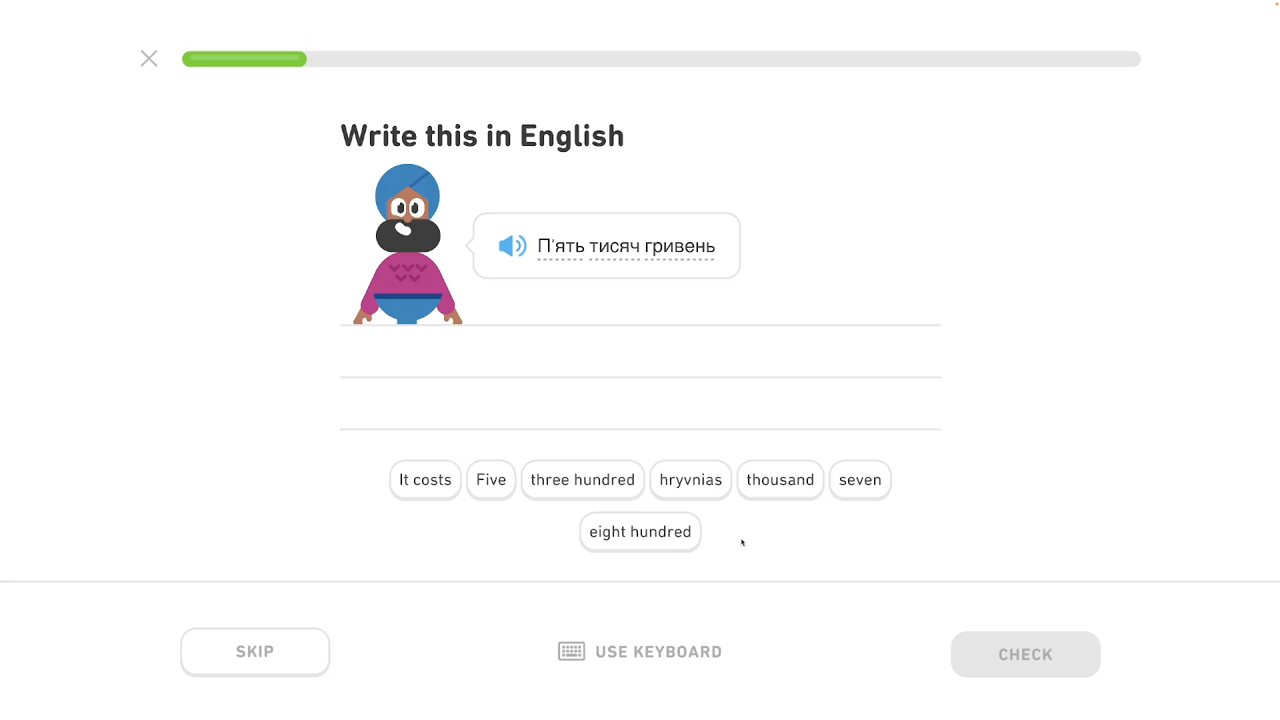 Write this in English
П'ять тисяч гривень
It costs Five three hundred hryvnias thousand seven
eight hundred
SKIP USE KEYBOARD CHECK